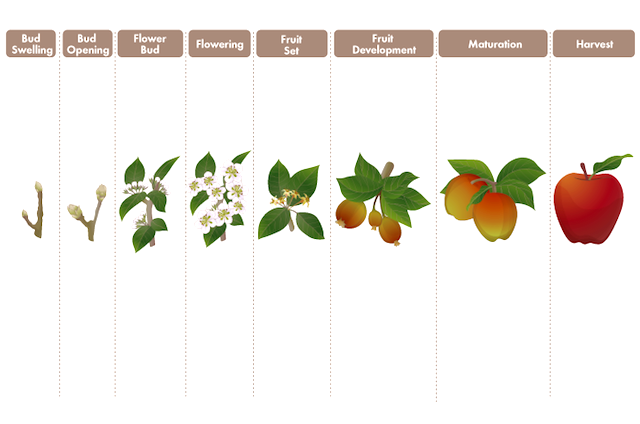 Bud
Swelling
Bud
Opening
Flower
Bud
Flowering
Fruit
Set
Fruit
Development
Maturation
Harvest